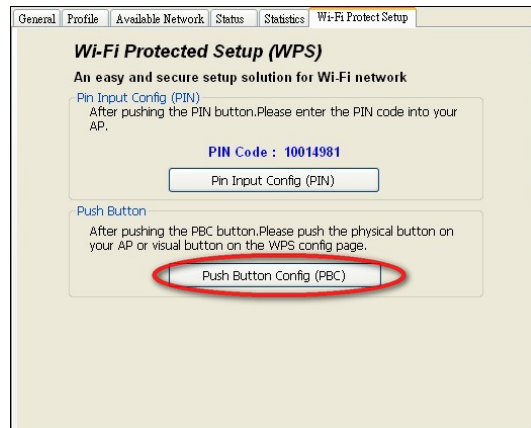 General Profile Available Network Status Statistics Wi-Fi Protect Setup
Wi-Fi Protected Setup (WPS)
An easy and secure setup solution for Wi-Fi network
Pin Input Config (PIN)
After pushing the PIN button.Please enter the PIN code into your
AP.
PIN Code : 10014981
Pin Input Config (PIN)
Push Button
After pushing the PBC button.Please push the physical button on
your AP or visual button on the WPS config page.
Push Button Config (PBC)